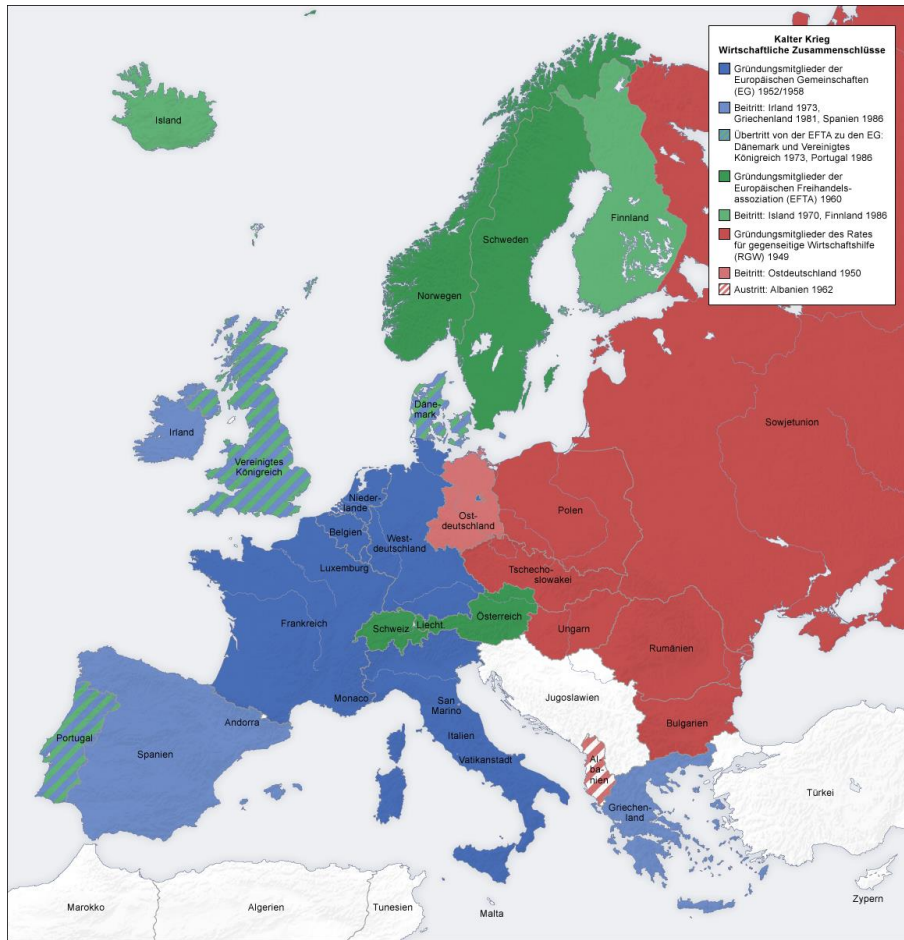 Kalter Krieg
Wirtschaftliche Zusammenschlüsse
Gründungsmitglieder der
Europäischen Gemeinschaften
(EG) 1952/1958
Beitritt: Irland 1973,
Griechenland 1981, Spanien 1986
Übertritt von der EFTA zu den EG:
Dänemark und Vereinigtes
Königreich 1973, Portugal 1986
Gründungsmitglieder der
Europäischen Freihandels-
assoziation (EFTA) 1960
Beitritt: Island 1970, Finnland 1986
Gründungsmitglieder des Rates
für gegenseitige Wirtschaftshilfe
(RGW) 1949
Beitritt: Ostdeutschland 1950
Austritt: Albanien 1962
Island
Finnland
Schweden
Norwegen
Däne-
mark
Sowjetunion
Irland
Vereinigtes
Königreich
Nieder-
lande
Belgien
West-
deutschland
Ost-
deutschland
Polen
Luxemburg
Tschecho-
slowakei
Frankreich
Schweiz
Liecht.
Österreich
Ungarn
Rumänien
Jugoslawien
Monaco
San
Marino
Andorra
Bulgarien
Portugal
Spanien
Italien
Vatikanstadt
Al-
ba-
nien
Griechen-
land
Türkei
Marokko
Algerien
Tunesien
Malta
Zypern